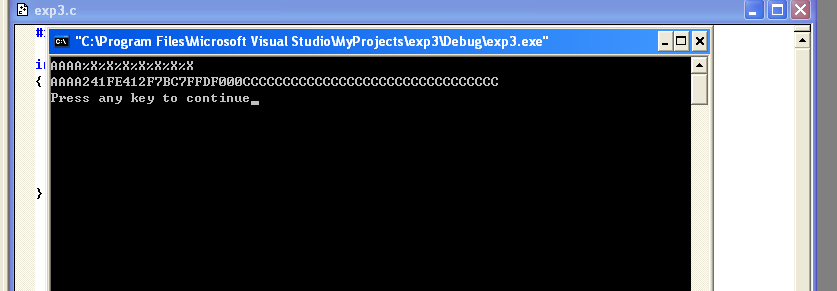 exp3.c
"C:\Program Files\Microsoft Visual Studio\MyProjects\exp3\Debug\exp3.exe"
#
AAAA%X%X%X%X%X%X%X
{
AAAA241FE412F7BC7FFDF000CCCCCCCCCCCCCCCCCCCCCCCCCCCCCCCC
Press any key to continue
}